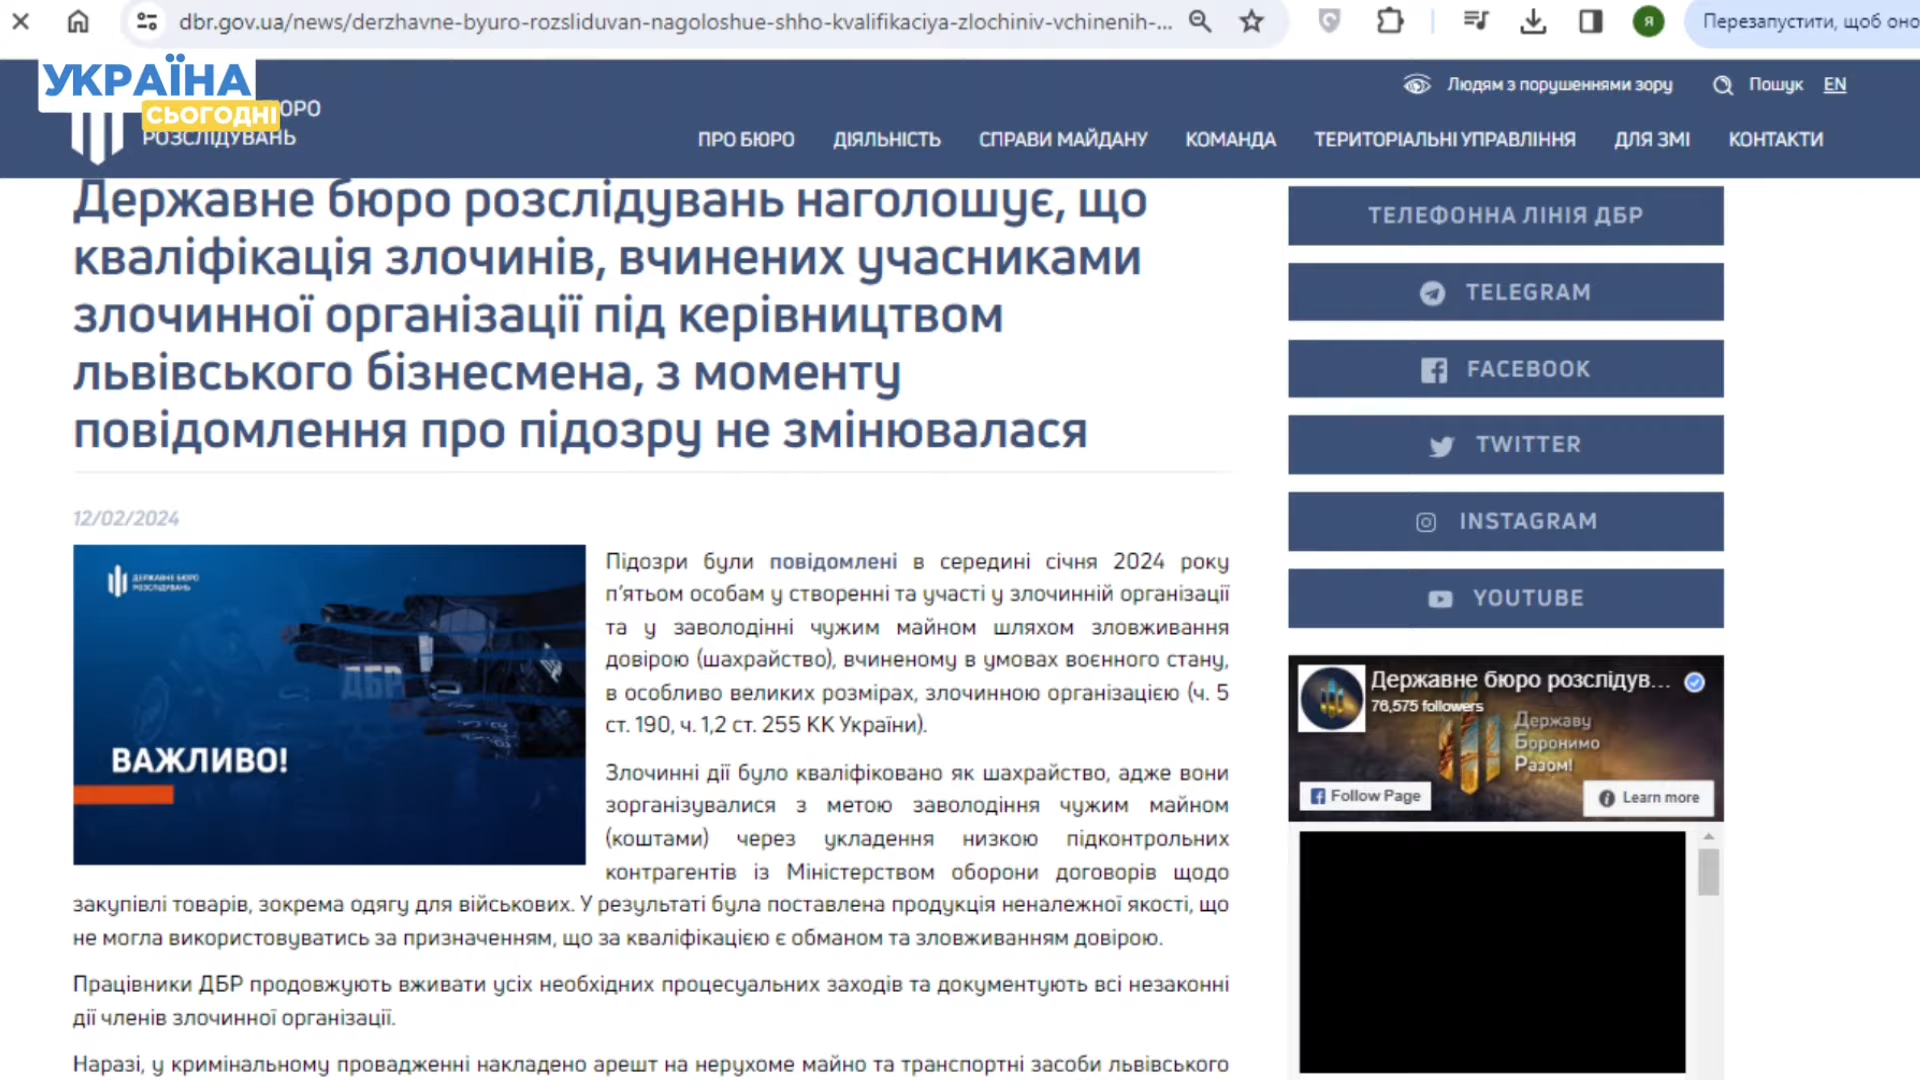 dbr.gov.ua/news/derzhavne-byuro-rozsliduvan-nagoloshue-shho-kvalifikaciya-zlochiniv-vchinenih-...
я
Перезапустити, щоб оно
УКРАЇНА
СЬОГОДНІ
БЮРО
РОЗСЛІДУВАНЬ
Людям з порушеннями зору
Пошук
EN
ПРО БЮРО
ДІЯЛЬНІСТЬ
СПРАВИ МАЙДАНУ
КОМАНДА
ТЕРИТОРІАЛЬНІ УПРАВЛІННЯ
ДЛЯ ЗМІ
КОНТАКТИ
Державне бюро розслідувань наголошує, що
кваліфікація злочинів, вчинених учасниками
злочинної організації під керівництвом
львівського бізнесмена, з моменту
повідомлення про підозру не змінювалася
12/02/2024
ДЕРЖАВНЕ БЮРО
РОЗСЛІДУВАНЬ
ДБР
ВАЖЛИВО!
Підозри були повідомлені в середині січня 2024 року
п'ятьом особам у створенні та участі у злочинній організації
та у заволодінні чужим майном шляхом зловживання
довірою (шахрайство), вчиненому в умовах воєнного стану,
в особливо великих розмірах, злочинною організацією (ч. 5
ст. 190, ч. 1,2 ст. 255 КК України).
Злочинні дії було кваліфіковано як шахрайство, адже вони
зорганізувалися з метою заволодіння чужим майном
(коштами) через укладення низкою підконтрольних
контрагентів із Міністерством оборони договорів щодо
закупівлі товарів, зокрема одягу для військових. У результаті була поставлена продукція неналежної якості, що
не могла використовуватись за призначенням, що за кваліфікацією є обманом та зловживанням довірою.
Працівники ДБР продовжують вживати усіх необхідних процесуальних заходів та документують всі незаконні
дії членів злочинної організації.
Наразі, у кримінальному провадженні накладено арешт на нерухоме майно та транспортні засоби львівського
ТЕЛЕФОННА ЛІНІЯ ДБР
TELEGRAM
FACEBOOK
TWITTER
INSTAGRAM
YOUTUBE
Державне бюро розслідув...
76,575 followers
Державу
Боронимо
Разом!
Follow Page
Learn more